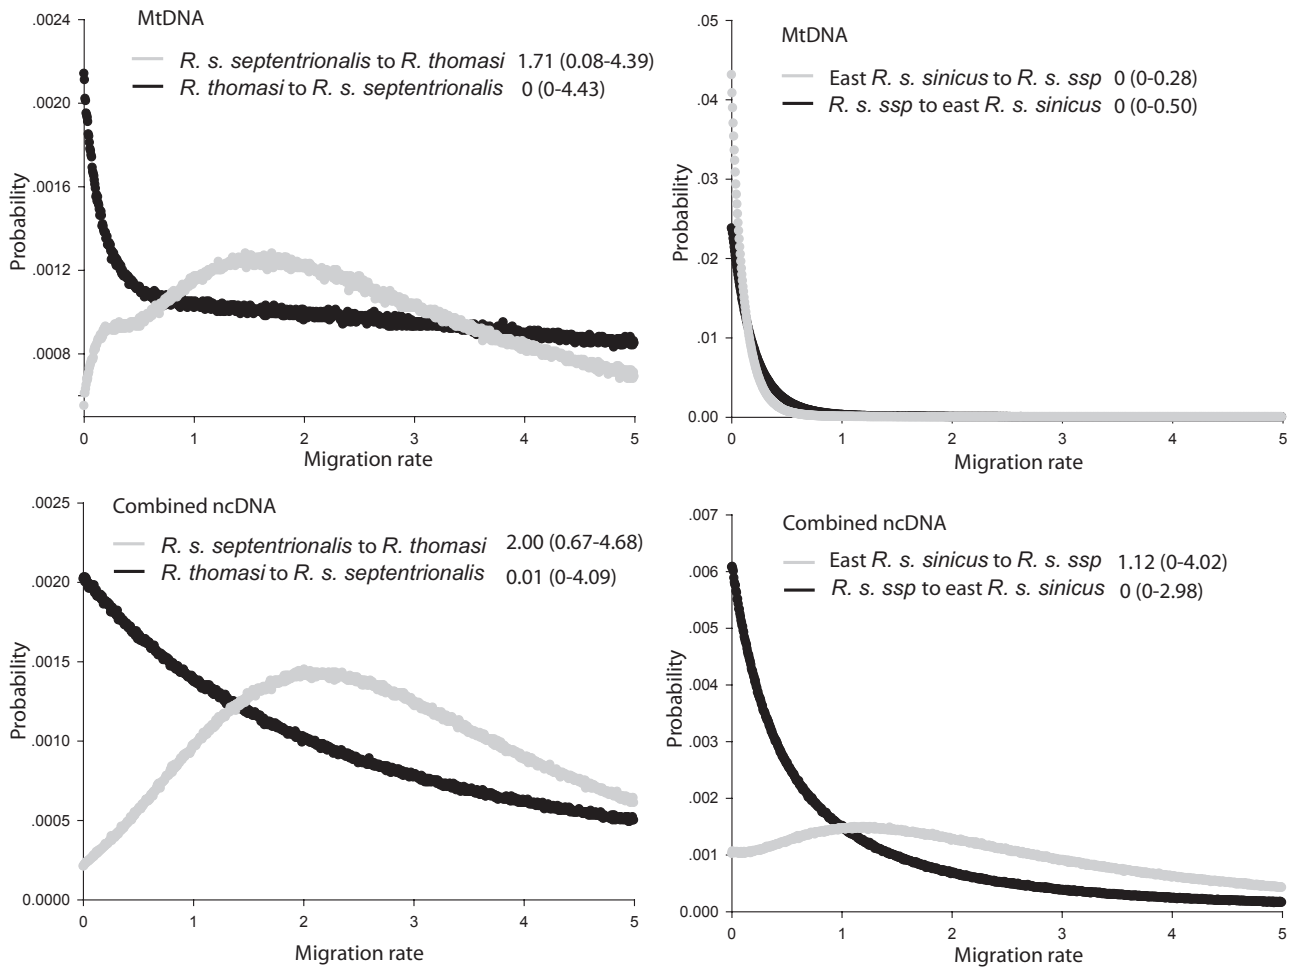 MtDNA
R. s. septentrionalis to R. thomasi 1.71 (0.08-4.39)
R. thomasi to R. s. septentrionalis 0 (0-4.43)
.0024
.0020
.0016
.0012
.0008
Probability
0 1 2 3 4 5
Migration rate
MtDNA
East R. s. sinicus to R. s. ssp 0 (0-0.28)
R. s. ssp to east R. s. sinicus 0 (0-0.50)
.05
.04
.03
.02
.01
0.00
Probability
0 1 2 3 4 5
Migration rate
Combined ncDNA
R. s. septentrionalis to R. thomasi 2.00 (0.67-4.68)
R. thomasi to R. s. septentrionalis 0.01 (0-4.09)
.0025
.0020
.0015
.0010
.0005
0.0000
Probability
0 1 2 3 4 5
Migration rate
Combined ncDNA
East R. s. sinicus to R. s. ssp 1.12 (0-4.02)
R. s. ssp to east R. s. sinicus 0 (0-2.98)
.007
.006
.005
.004
.003
.002
.001
0.000
Probability
0 1 2 3 4 5
Migration rate